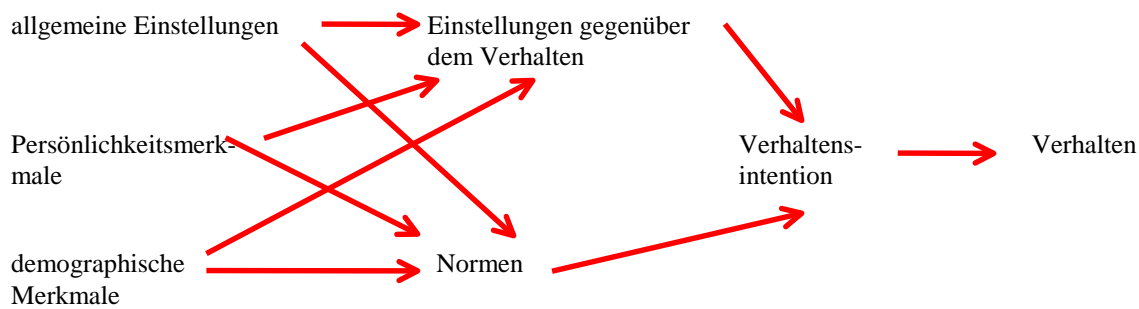 allgemeine Einstellungen
Einstellungen gegenüber
dem Verhalten
Persönlichkeitsmerk-
male
Verhaltens-
intention
Verhalten
demographische
Merkmale
Normen